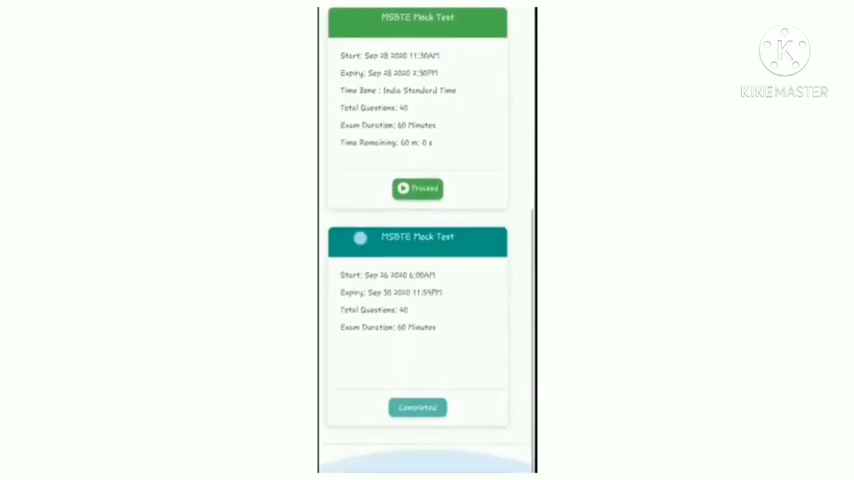 MSBTE Mock Test
Start: Sep 28 2020 11:30AM
Expiry: Sep 28 2020 2:30PM
Time Zone : India Standard Time
Total Questions: 40
Exam Duration: 60 Minutes
Time Remaining: 60 m: 0 s
Proceed
MSBTE Mock Test
Start: Sep 26 2020 6:00AM
Expiry: Sep 30 2020 11:59PM
Total Questions: 40
Exam Duration: 60 Minutes
Completed
K
KINEMASTER